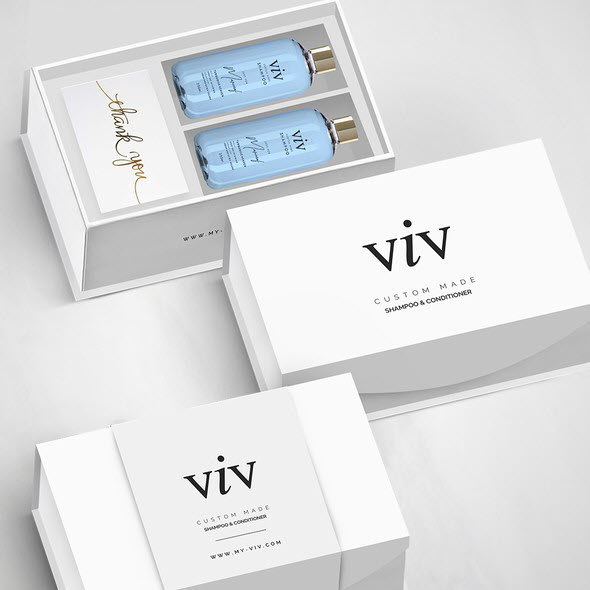 thank you
viv
SHAMPOO
viv
SHAMPOO
WWW.MY-
viv
CUSTOM MADE
SHAMPOO & CONDITIONER
viv
CUSTOM MADE
SHAMPOO & CONDITIONER
WWW.MY-VIV.COM